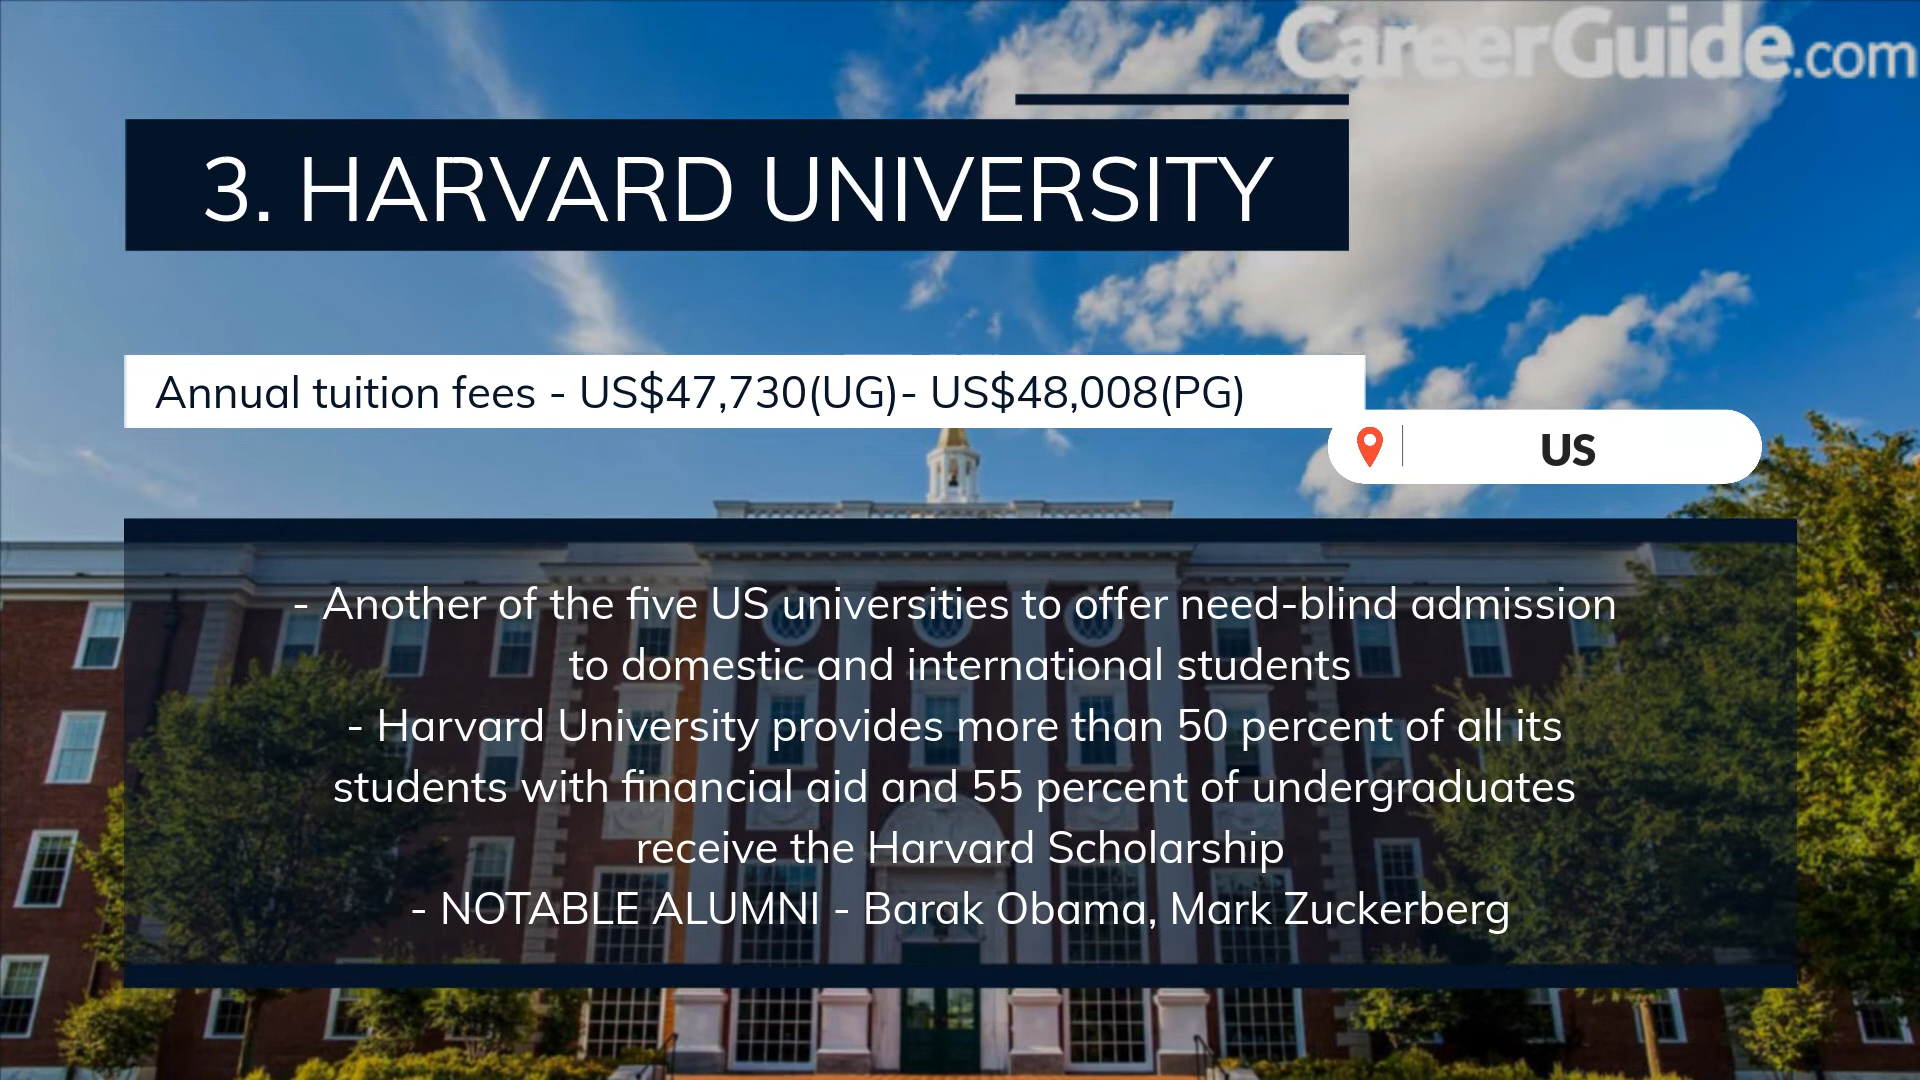 CareerGuide.com
3. HARVARD UNIVERSITY
Annual tuition fees - US$47,730(UG)- US$48,008(PG)
US
- Another of the five US universities to offer need-blind admission
to domestic and international students
- Harvard University provides more than 50 percent of all its
students with financial aid and 55 percent of undergraduates
receive the Harvard Scholarship
- NOTABLE ALUMNI - Barak Obama, Mark Zuckerberg